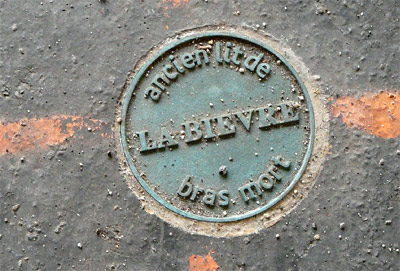 ancien lit de
LA BIEVRE
bras mort